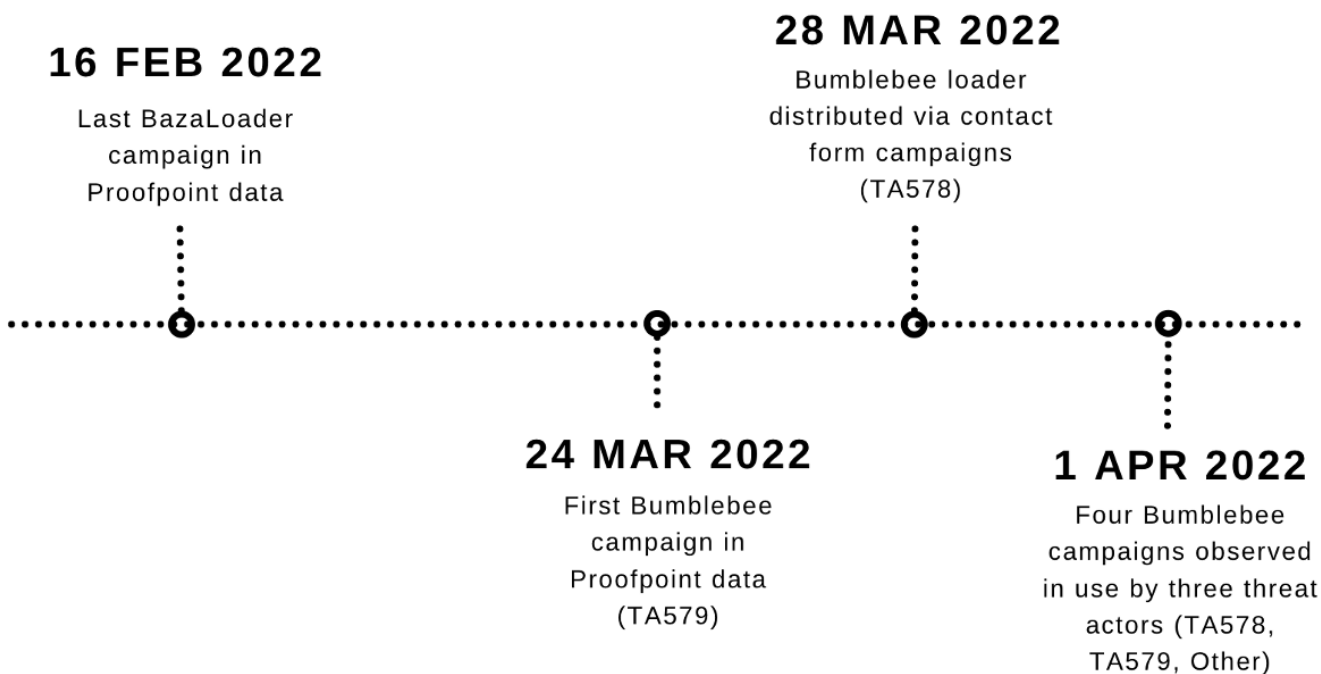 16 FEB 2022
Last BazaLoader
campaign in
Proofpoint data
24 MAR 2022
First Bumblebee
campaign in
Proofpoint data
(TA579)
28 MAR 2022
Bumblebee loader
distributed via contact
form campaigns
(TA578)
1 APR 2022
Four Bumblebee
campaigns observed
in use by three threat
actors (TA578,
TA579, Other)